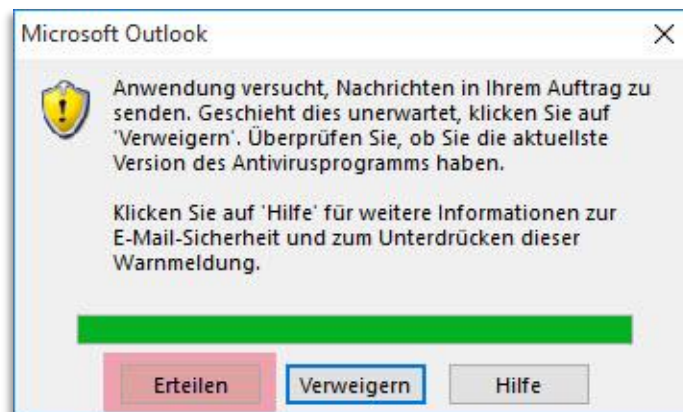 Microsoft Outlook
Anwendung versucht, Nachrichten in Ihrem Auftrag zu
senden. Geschieht dies unerwartet, klicken Sie auf
'Verweigern'. Überprüfen Sie, ob Sie die aktuellste
Version des Antivirusprogramms haben.
Klicken Sie auf 'Hilfe' für weitere Informationen zur
E-Mail-Sicherheit und zum Unterdrücken dieser
Warnmeldung.
Erteilen Verweigern Hilfe